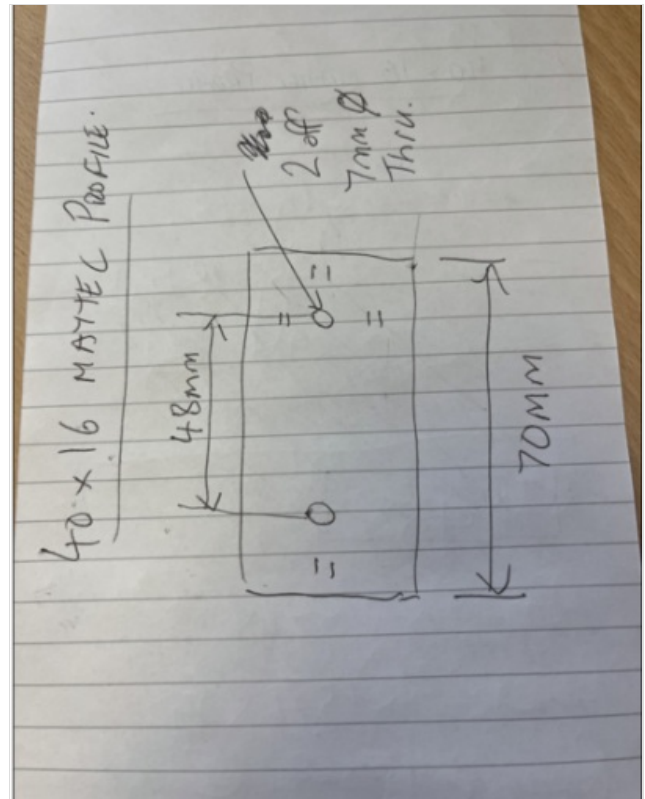 40 x 16 MAYTEC PROFILE.
2 off
7mm Ø
Thru.
=
=
=
=
48mm
70MM